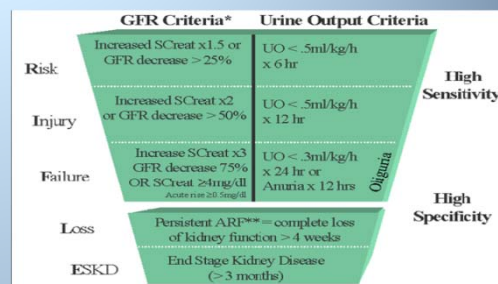 GFR Criteria* Urine Output Criteria
Risk
Increased SCreat x1.5 or
GFR decrease > 25%
UO < .5ml/kg/h
x 6 hr
High
Sensitivity
Injury
Increased SCreat x2
or GFR decrease > 50%
UO < .5ml/kg/h
x 12 hr
Failure
Increase SCreat x3
GFR decrease 75%
OR SCreat ≥4mg/dl
Acute rise ≥0.5mg/dl
UO < .3ml/kg/h
x 24 hr or
Anuria x 12 hrs
Oliguria
High
Specificity
Loss
Persistent ARF** = complete loss
of kidney function > 4 weeks
ESKD
End Stage Kidney Disease
(> 3 months)